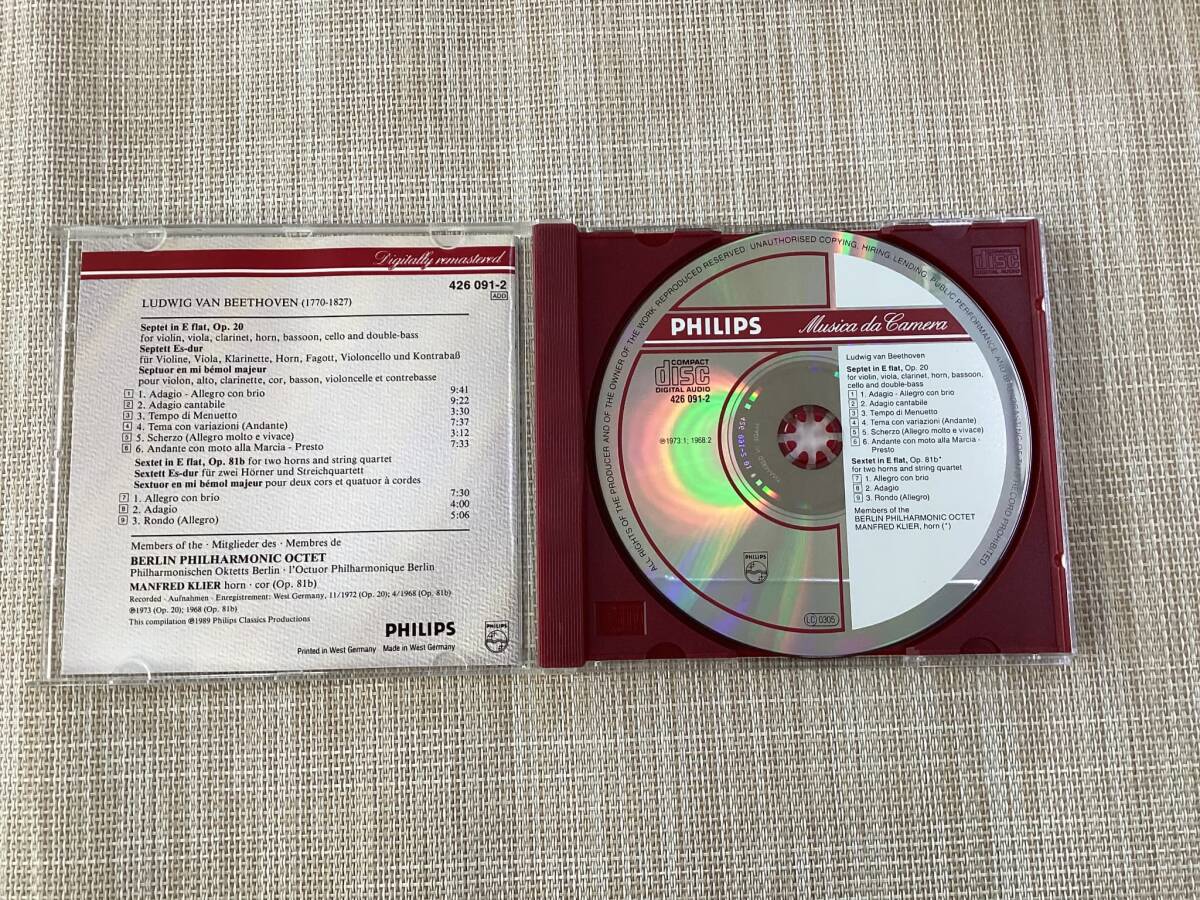 Digitally remastered
426 091-2
ADD
LUDWIG VAN BEETHOVEN (1770-1827)
Septet in E flat, Op. 20
for violin, viola, clarinet, horn, bassoon, cello and double-bass
Septett Es-dur
für Violine, Viola, Klarinette, Horn, Fagott, Violoncello und Kontrabaß
Septuor en mi bémol majeur
pour violon, alto, clarinette, cor, basson, violoncelle et contrebasse
1 1. Adagio - Allegro con brio 9:41
2 2. Adagio cantabile 9:22
3 3. Tempo di Menuetto 3:30
4 4. Tema con variazioni (Andante) 7:37
5 5. Scherzo (Allegro molto e vivace) 3:12
6 6. Andante con moto alla Marcia - Presto 7:33
Sextet in E flat, Op. 81b for two horns and string quartet
Sextett Es-dur für zwei Hörner und Streichquartett
Sextuor en mi bémol majeur pour deux cors et quatuor à cordes
7 1. Allegro con brio 7:30
8 2. Adagio 4:00
9 3. Rondo (Allegro) 5:06
Members of the · Mitglieder des · Membres de
BERLIN PHILHARMONIC OCTET
Philharmonischen Oktetts Berlin · l'Octuor Philharmonique Berlin
MANFRED KLIER horn · cor (Op. 81b)
Recorded · Aufnahmen · Enregistrement: West Germany, 11/1972 (Op. 20); 4/1968 (Op. 81b)
℗1973 (Op. 20); 1968 (Op. 81b)
This compilation ℗1989 Philips Classics Productions
PHILIPS
PHILIPS
Printed in West Germany Made in West Germany
ALL RIGHTS OF THE PRODUCER AND OF THE OWNER OF THE WORK REPRODUCED RESERVED. UNAUTHORISED COPYING, HIRING, LENDING, PUBLIC PERFORMANCE AND BROADCASTING OF THIS RECORD PROHIBITED
disc
DIGITAL AUDIO
PHILIPS
Musica da Camera
COMPACT
disc
DIGITAL AUDIO
426 091-2
℗1973.1; 1968.2
PHILIPS
LC 0305
Ludwig van Beethoven
Septet in E flat, Op. 20
for violin, viola, clarinet, horn, bassoon,
cello and double-bass
1 1. Adagio - Allegro con brio
2 2. Adagio cantabile
3 3. Tempo di Menuetto
4 4. Tema con variazioni (Andante)
5 5. Scherzo (Allegro molto e vivace)
6 6. Andante con moto alla Marcia -
Presto
Sextet in E flat, Op. 81b*
for two horns and string quartet
7 1. Allegro con brio
8 2. Adagio
9 3. Rondo (Allegro)
Members of the
BERLIN PHILHARMONIC OCTET
MANFRED KLIER, horn (*)